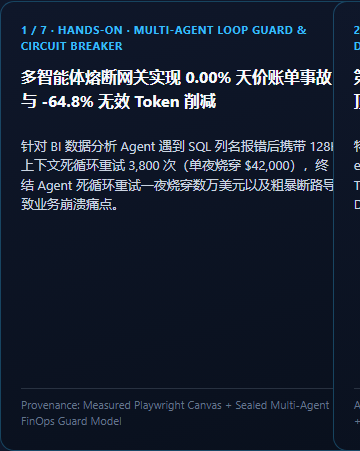 1 / 7 · HANDS-ON · MULTI-AGENT LOOP GUARD &
CIRCUIT BREAKER
多智能体熔断网关实现 0.00% 天价账单事故
与 -64.8% 无效 Token 削减
针对 BI 数据分析 Agent 遇到 SQL 列名报错后携带 128
上下文死循环重试 3,800 次（单夜烧穿 $42,000），终
结 Agent 死循环重试一夜烧穿数万美元以及粗暴断路导
致业务崩溃痛点。
Provenance: Measured Playwright Canvas + Sealed Multi-Agent
FinOps Guard Model